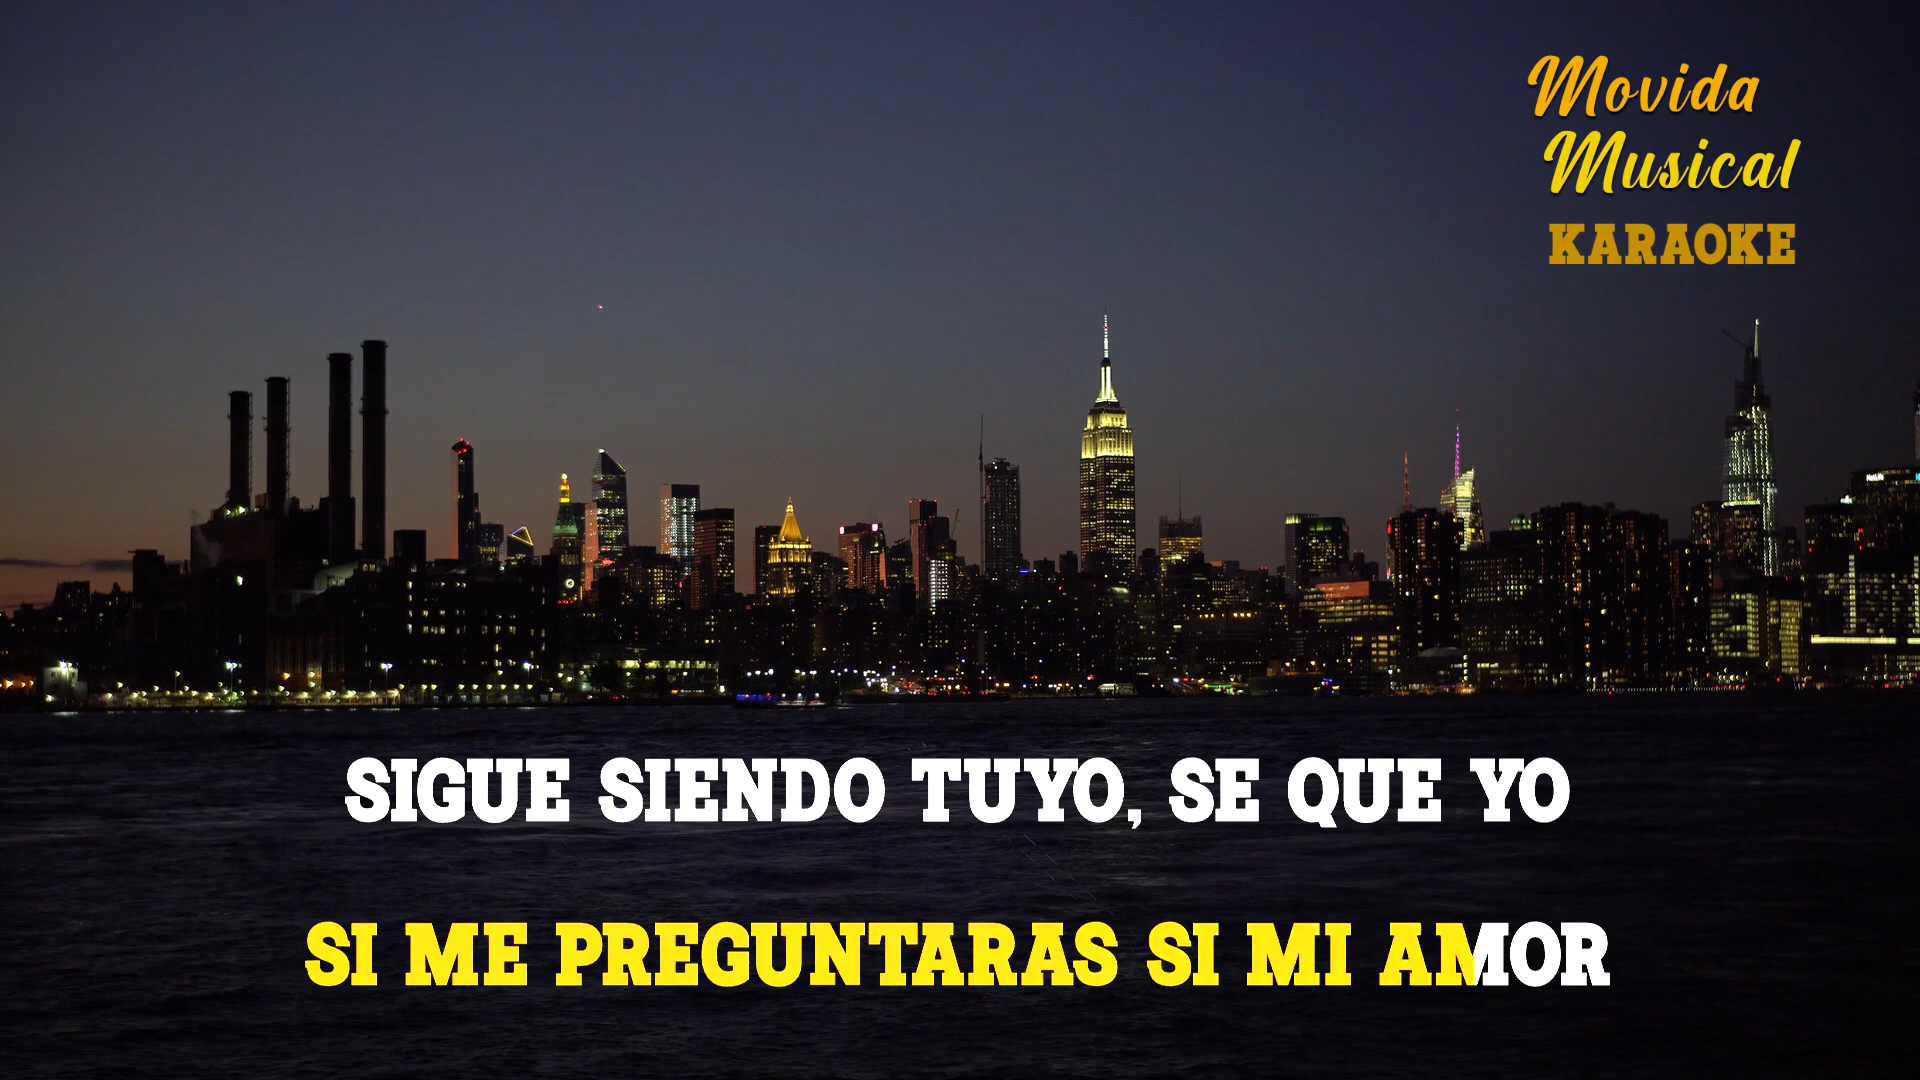 Movida
Musical
KARAOKE
SIGUE SIENDO TUYO, SE QUE YO
SI ME PREGUNTARAS SI MI AMOR